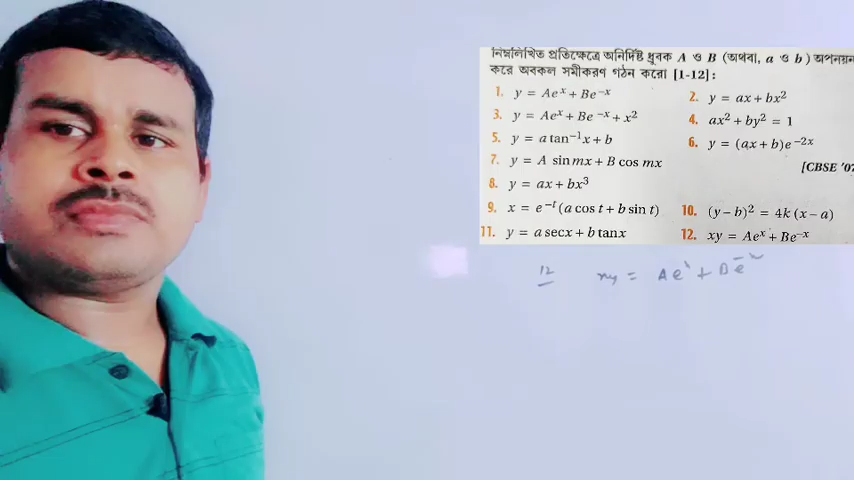 নিম্নলিখিত প্রতিক্ষেত্রে অনির্দিষ্ট ধ্রুবক A ও B (অথবা, a ও b) অপনয়ন
করে অবকল সমীকরণ গঠন করো [1-12]:
1. y = Ae^x + Be^-x
2. y = ax + bx^2
3. y = Ae^x + Be^-x + x^2
4. ax^2 + by^2 = 1
5. y = a tan^-1 x + b
6. y = (ax + b)e^-2x
[CBSE '07
7. y = A sin mx + B cos mx
8. y = ax + bx^3
9. x = e^-t (a cos t + b sin t)
10. (y – b)^2 = 4k (x – a)
11. y = a secx + b tanx
12. xy = Ae^x + Be^-x
12 xy = Ae^x + Be^-x